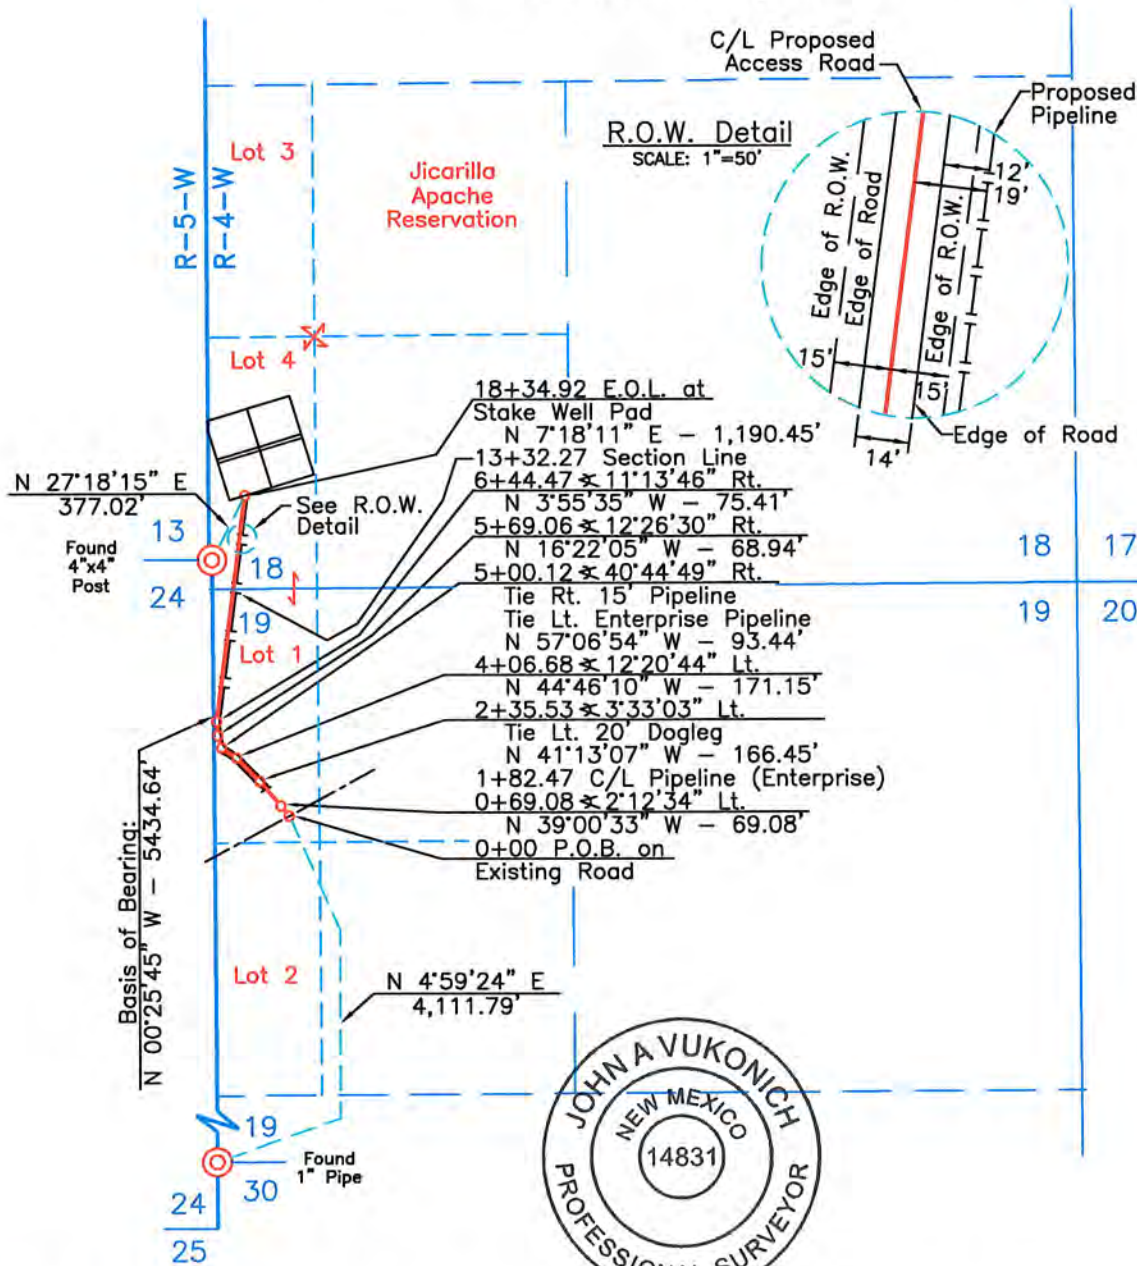 C/L Proposed
Access Road
Proposed
Pipeline
R.O.W. Detail
SCALE: 1"=50'
Edge of R.O.W.
Edge of Road
Edge of R.O.W.
12'
19'
15'
15'
14'
Edge of Road
Lot 3
Jicarilla
Apache
Reservation
R-5-W
R-4-W
Lot 4
18+34.92 E.O.L. at
Stake Well Pad
N 7°18'11" E - 1,190.45'
13+32.27 Section Line
6+44.47 ∢ 11°13'46" Rt.
N 3°55'35" W - 75.41'
5+69.06 ∢ 12°26'30" Rt.
N 16°22'05" W - 68.94'
5+00.12 ∢ 40°44'49" Rt.
Tie Rt. 15' Pipeline
Tie Lt. Enterprise Pipeline
N 57°06'54" W - 93.44'
4+06.68 ∢ 12°20'44" Lt.
N 44°46'10" W - 171.15'
2+35.53 ∢ 3°33'03" Lt.
Tie Lt. 20' Dogleg
N 41°13'07" W - 166.45'
1+82.47 C/L Pipeline (Enterprise)
0+69.08 ∢ 2°12'34" Lt.
N 39°00'33" W - 69.08'
0+00 P.O.B. on
Existing Road
N 27°18'15" E
377.02'
See R.O.W.
Detail
13
18
Found
4"x4"
Post
24
19
18
17
19
20
Lot 1
Basis of Bearing:
N 00°25'45" W - 5434.64'
Lot 2
N 4°59'24" E
4,111.79'
19
30
Found
1" Pipe
24
25
JOHN A VUKONICH
NEW MEXICO
14831
PROFESSIONAL SURVEYOR